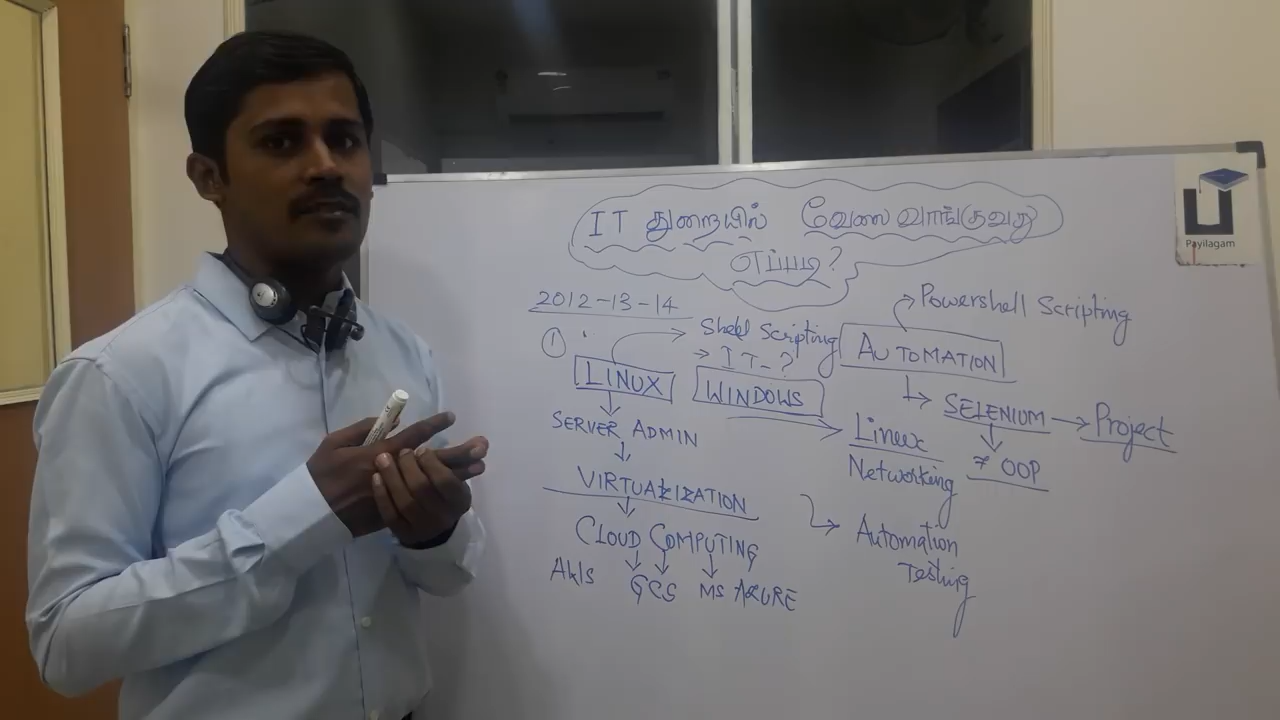 IT துறையில் வேலை வாங்குவது
எப்படி?
Payilagam
2012-13-14
①
Shell Scripting
→ IT-?
LINUX
WINDOWS
SERVER ADMIN
VIRTUALIZATION
CLOUD COMPUTING
GCS MS AZURE
Powershell Scripting
AUTOMATION
SELENIUM → Project
≠ OOP
Linux
Networking
Automation
Testing